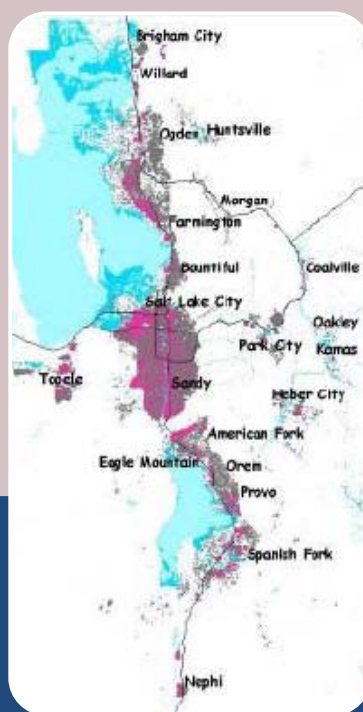 Brigham City
Willard
Ogden
Huntsville
Morgan
Farmington
Bountiful
Coalville
Salt Lake City
Oakley
Park City
Kamas
Tooele
Sandy
Heber City
American Fork
Eagle Mountain
Orem
Provo
Spanish Fork
Nephi